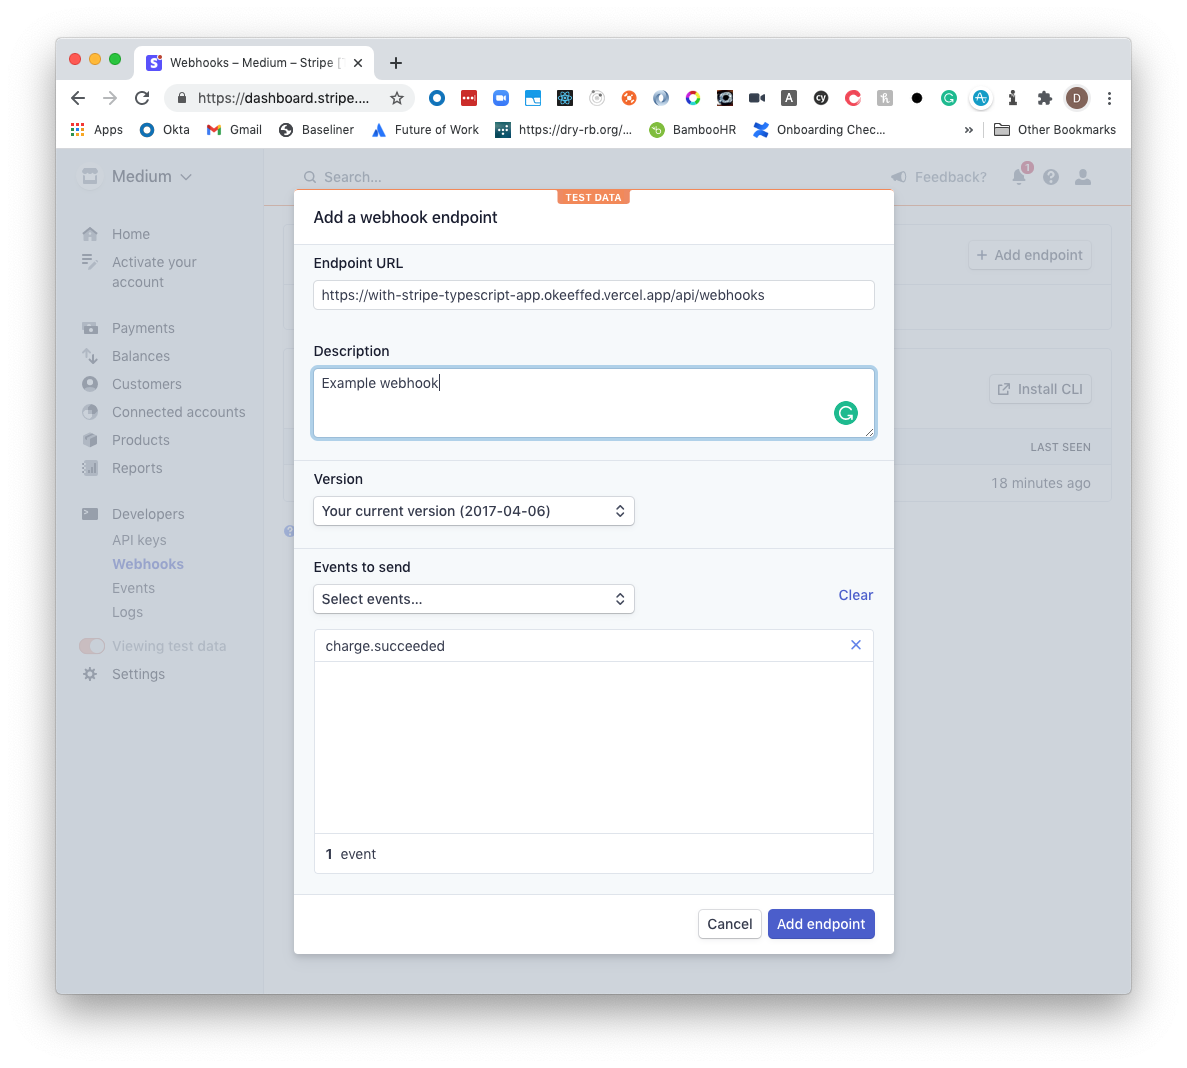 Webhooks – Medium – Stripe [
https://dashboard.stripe....
Apps
Okta
Gmail
Baseliner
Future of Work
https://dry-rb.org/...
BambooHR
Onboarding Chec...
»
Other Bookmarks
Medium
Search...
Feedback?
1
TEST DATA
Add a webhook endpoint
Home
Activate your
account
Payments
Balances
Customers
Connected accounts
Products
Reports
Developers
API keys
Webhooks
Events
Logs
Viewing test data
Settings
+ Add endpoint
Install CLI
LAST SEEN
18 minutes ago
Endpoint URL
https://with-stripe-typescript-app.okeeffed.vercel.app/api/webhooks
Description
Example webhook
Version
Your current version (2017-04-06)
Events to send
Select events...
Clear
charge.succeeded
1 event
Cancel
Add endpoint